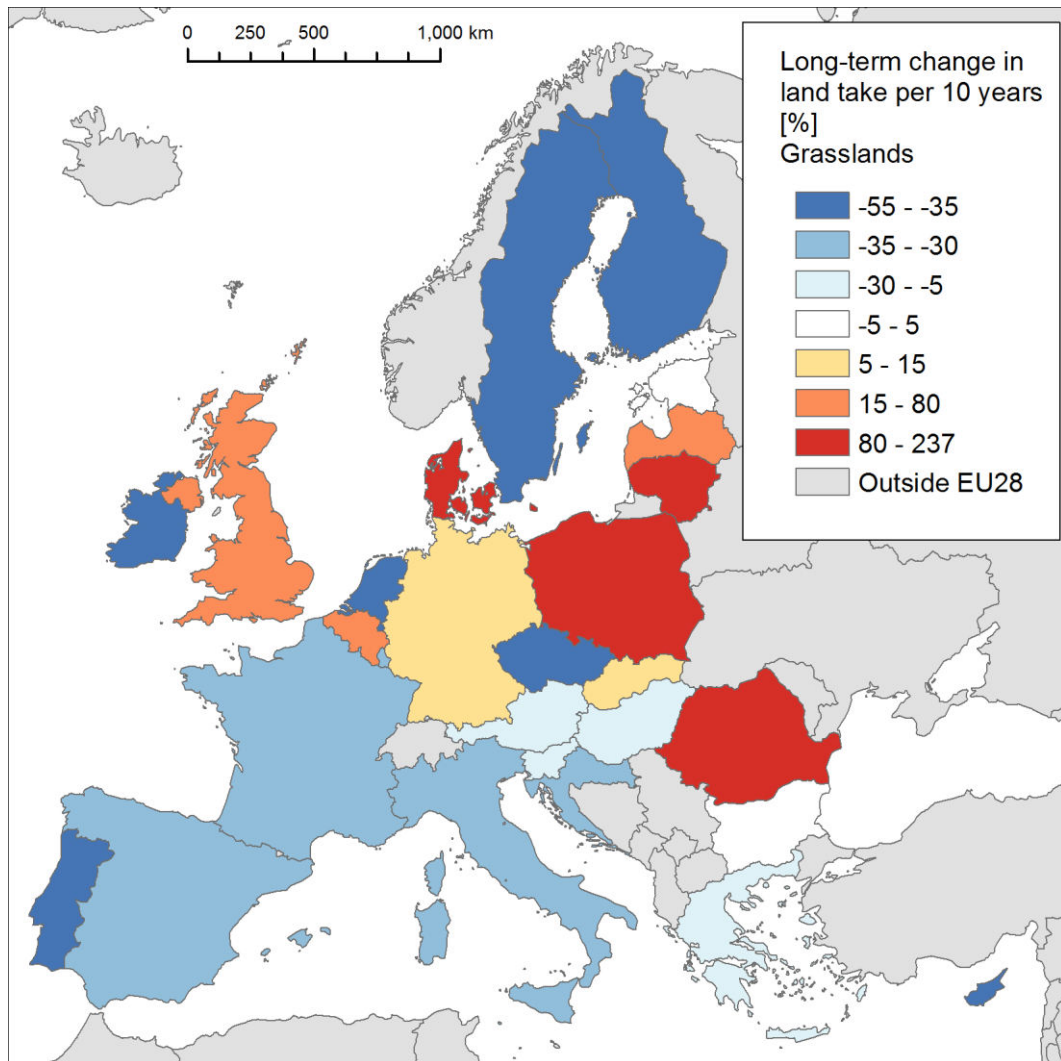 0 250 500 1,000 km
Long-term change in
land take per 10 years
[%]
Grasslands
-55 - -35
-35 - -30
-30 - -5
-5 - 5
5 - 15
15 - 80
80 - 237
Outside EU28